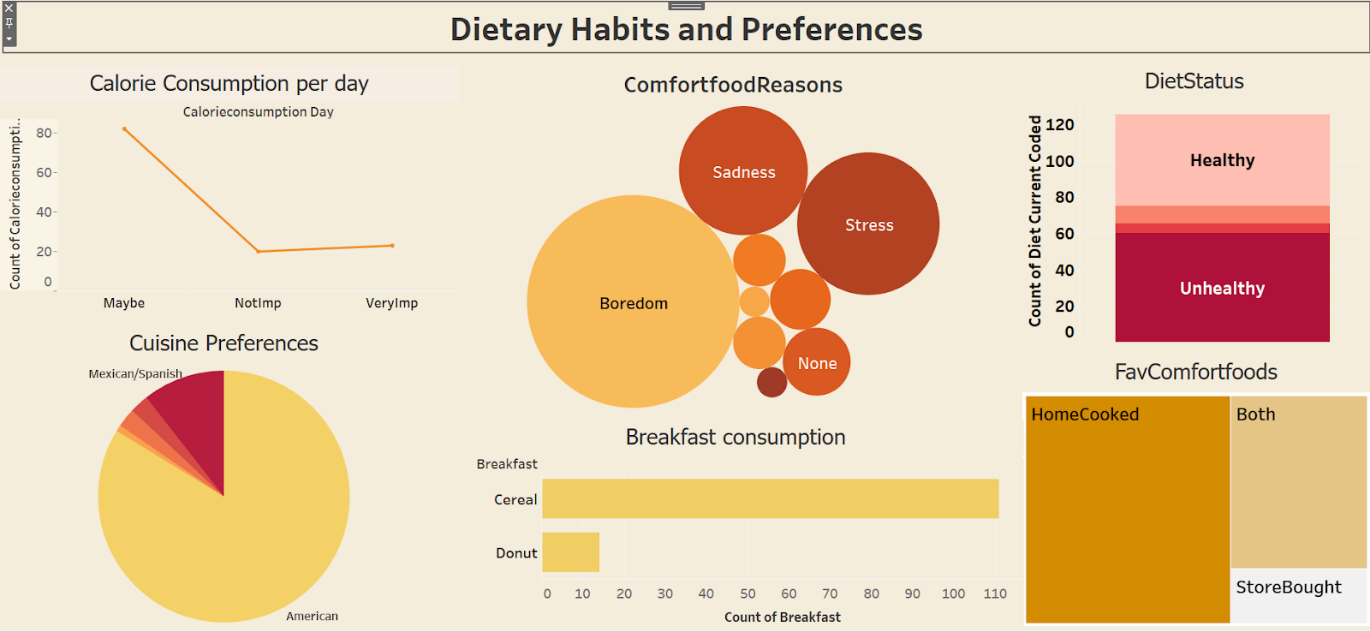 Dietary Habits and Preferences
Calorie Consumption per day
Calorieconsumption Day
Count of Calorieconsumpti..
80
60
40
20
0
Maybe
NotImp
VeryImp
Cuisine Preferences
Mexican/Spanish
American
ComfortfoodReasons
Sadness
Stress
Boredom
None
Breakfast consumption
Breakfast
Cereal
Donut
0 10 20 30 40 50 60 70 80 90 100 110
Count of Breakfast
DietStatus
Count of Diet Current Coded
120
100
80
60
40
20
0
Healthy
Unhealthy
FavComfortfoods
HomeCooked
Both
StoreBought